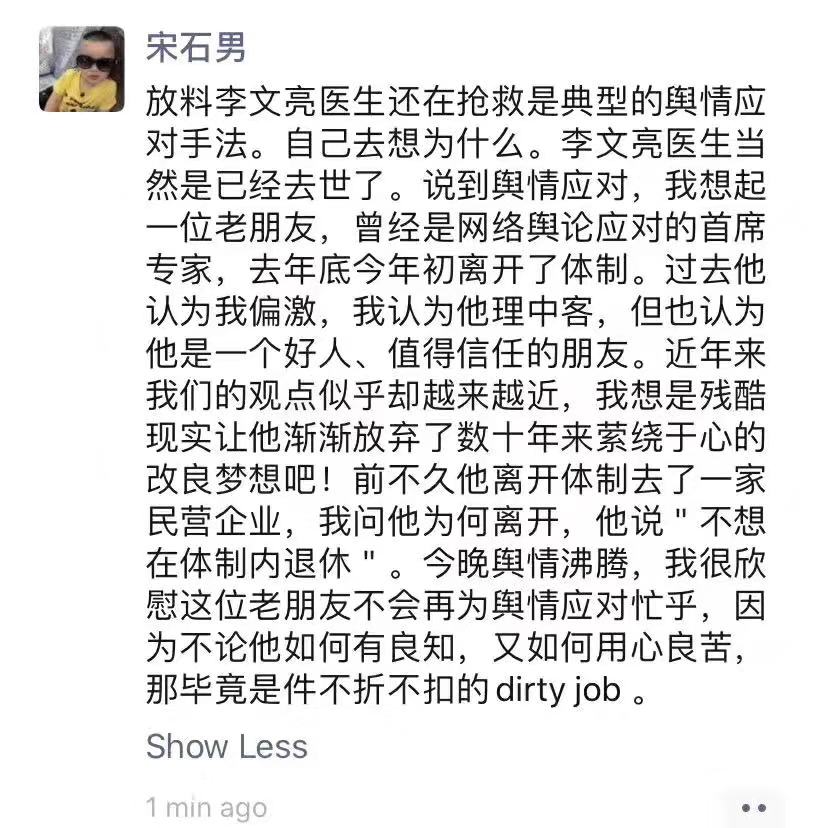 宋石男
放料李文亮医生还在抢救是典型的舆情应
对手法。自己去想为什么。李文亮医生当
然是已经去世了。说到舆情应对，我想起
一位老朋友，曾经是网络舆论应对的首席
专家，去年底今年初离开了体制。过去他
认为我偏激，我认为他理中客，但也认为
他是一个好人、值得信任的朋友。近年来
我们的观点似乎却越来越近，我想是残酷
现实让他渐渐放弃了数十年来萦绕于心的
改良梦想吧！前不久他离开体制去了一家
民营企业，我问他为何离开，他说＂不想
在体制内退休＂。今晚舆情沸腾，我很欣
慰这位老朋友不会再为舆情应对忙乎，因
为不论他如何有良知，又如何用心良苦，
那毕竟是件不折不扣的dirty job 。
Show Less
1 min ago